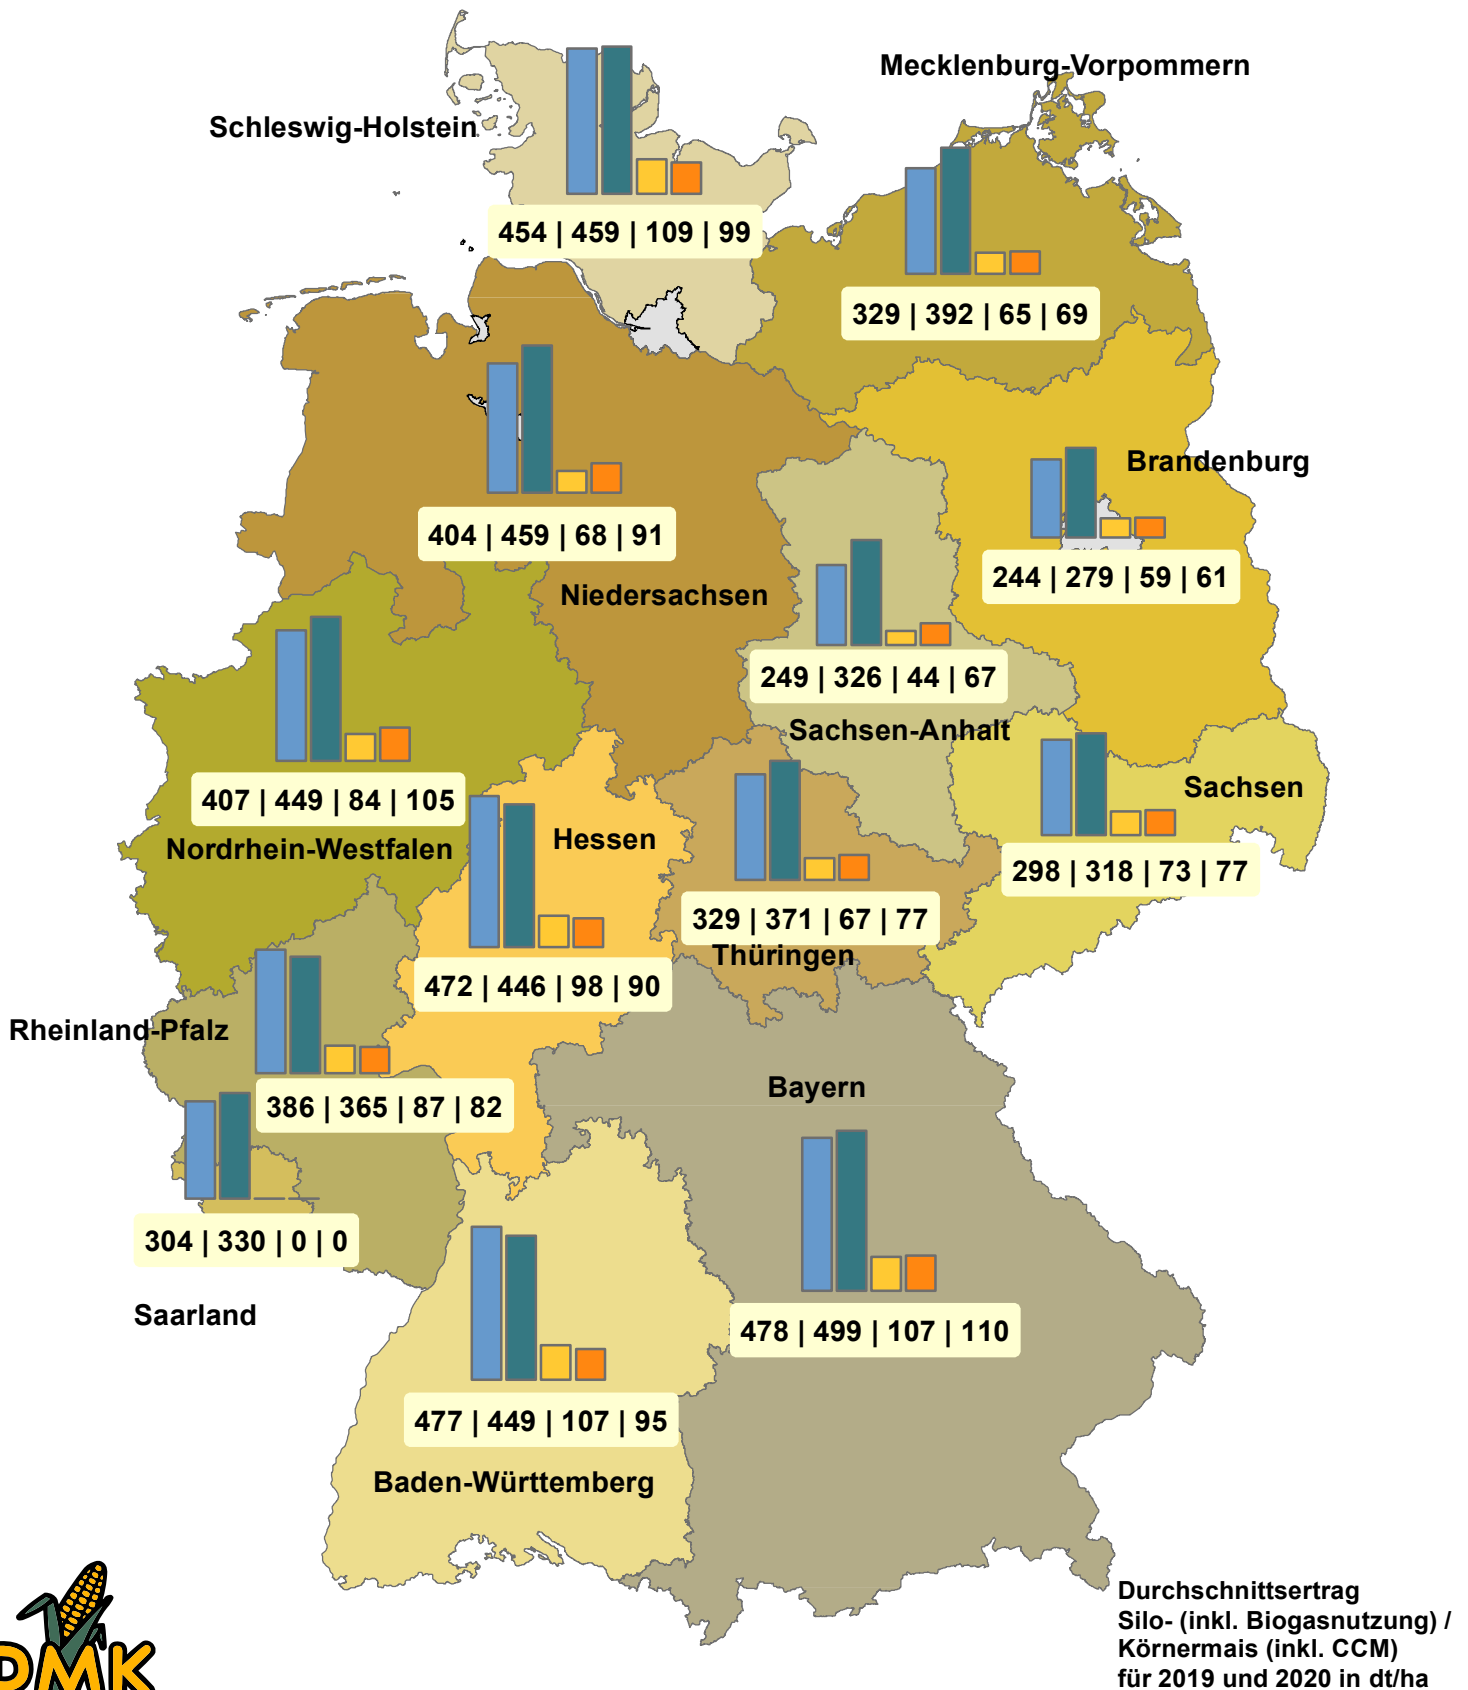 Mecklenburg-Vorpommern
Schleswig-Holstein
454 | 459 | 109 | 99
329 | 392 | 65 | 69
Brandenburg
404 | 459 | 68 | 91
244 | 279 | 59 | 61
Niedersachsen
249 | 326 | 44 | 67
Sachsen-Anhalt
Sachsen
407 | 449 | 84 | 105
Nordrhein-Westfalen
Hessen
298 | 318 | 73 | 77
329 | 371 | 67 | 77
Thüringen
472 | 446 | 98 | 90
Rheinland-Pfalz
Bayern
386 | 365 | 87 | 82
304 | 330 | 0 | 0
Saarland
478 | 499 | 107 | 110
477 | 449 | 107 | 95
Baden-Württemberg
Durchschnittsertrag
Silo- (inkl. Biogasnutzung) /
Körnermais (inkl. CCM)
für 2019 und 2020 in dt/ha
DMK